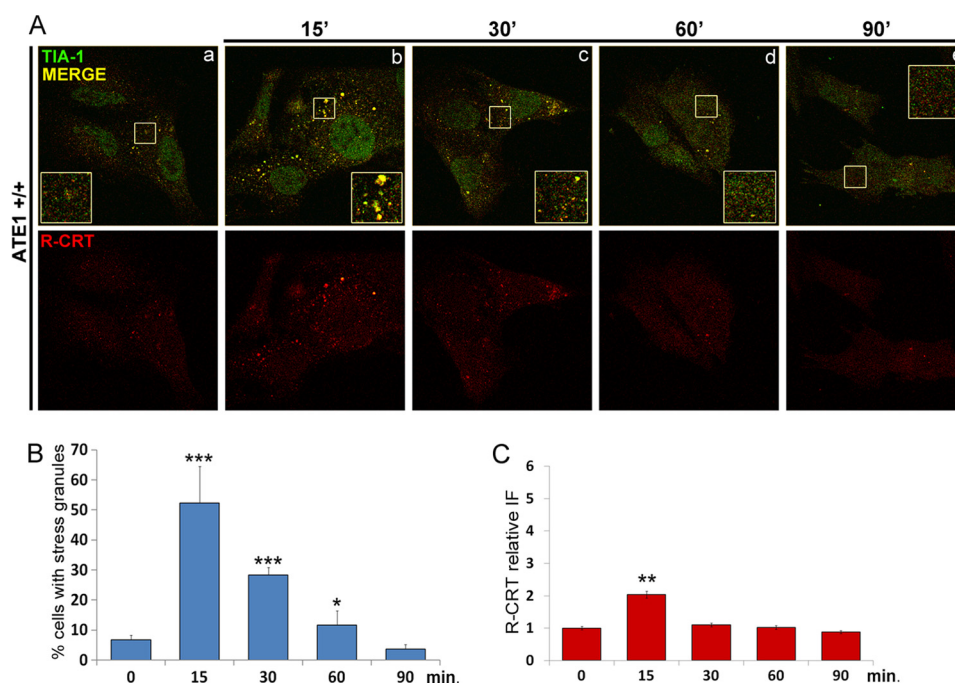 A
15’ 30’ 60’ 90’
ATE1 +/+
TIA-1
MERGE
a b c d e
R-CRT
B
% cells with stress granules
70
60
50
40
30
20
10
0
***
***
*
0 15 30 60 90 min.
C
R-CRT relative IF
6
5
4
3
2
1
0
**
0 15 30 60 90 min.